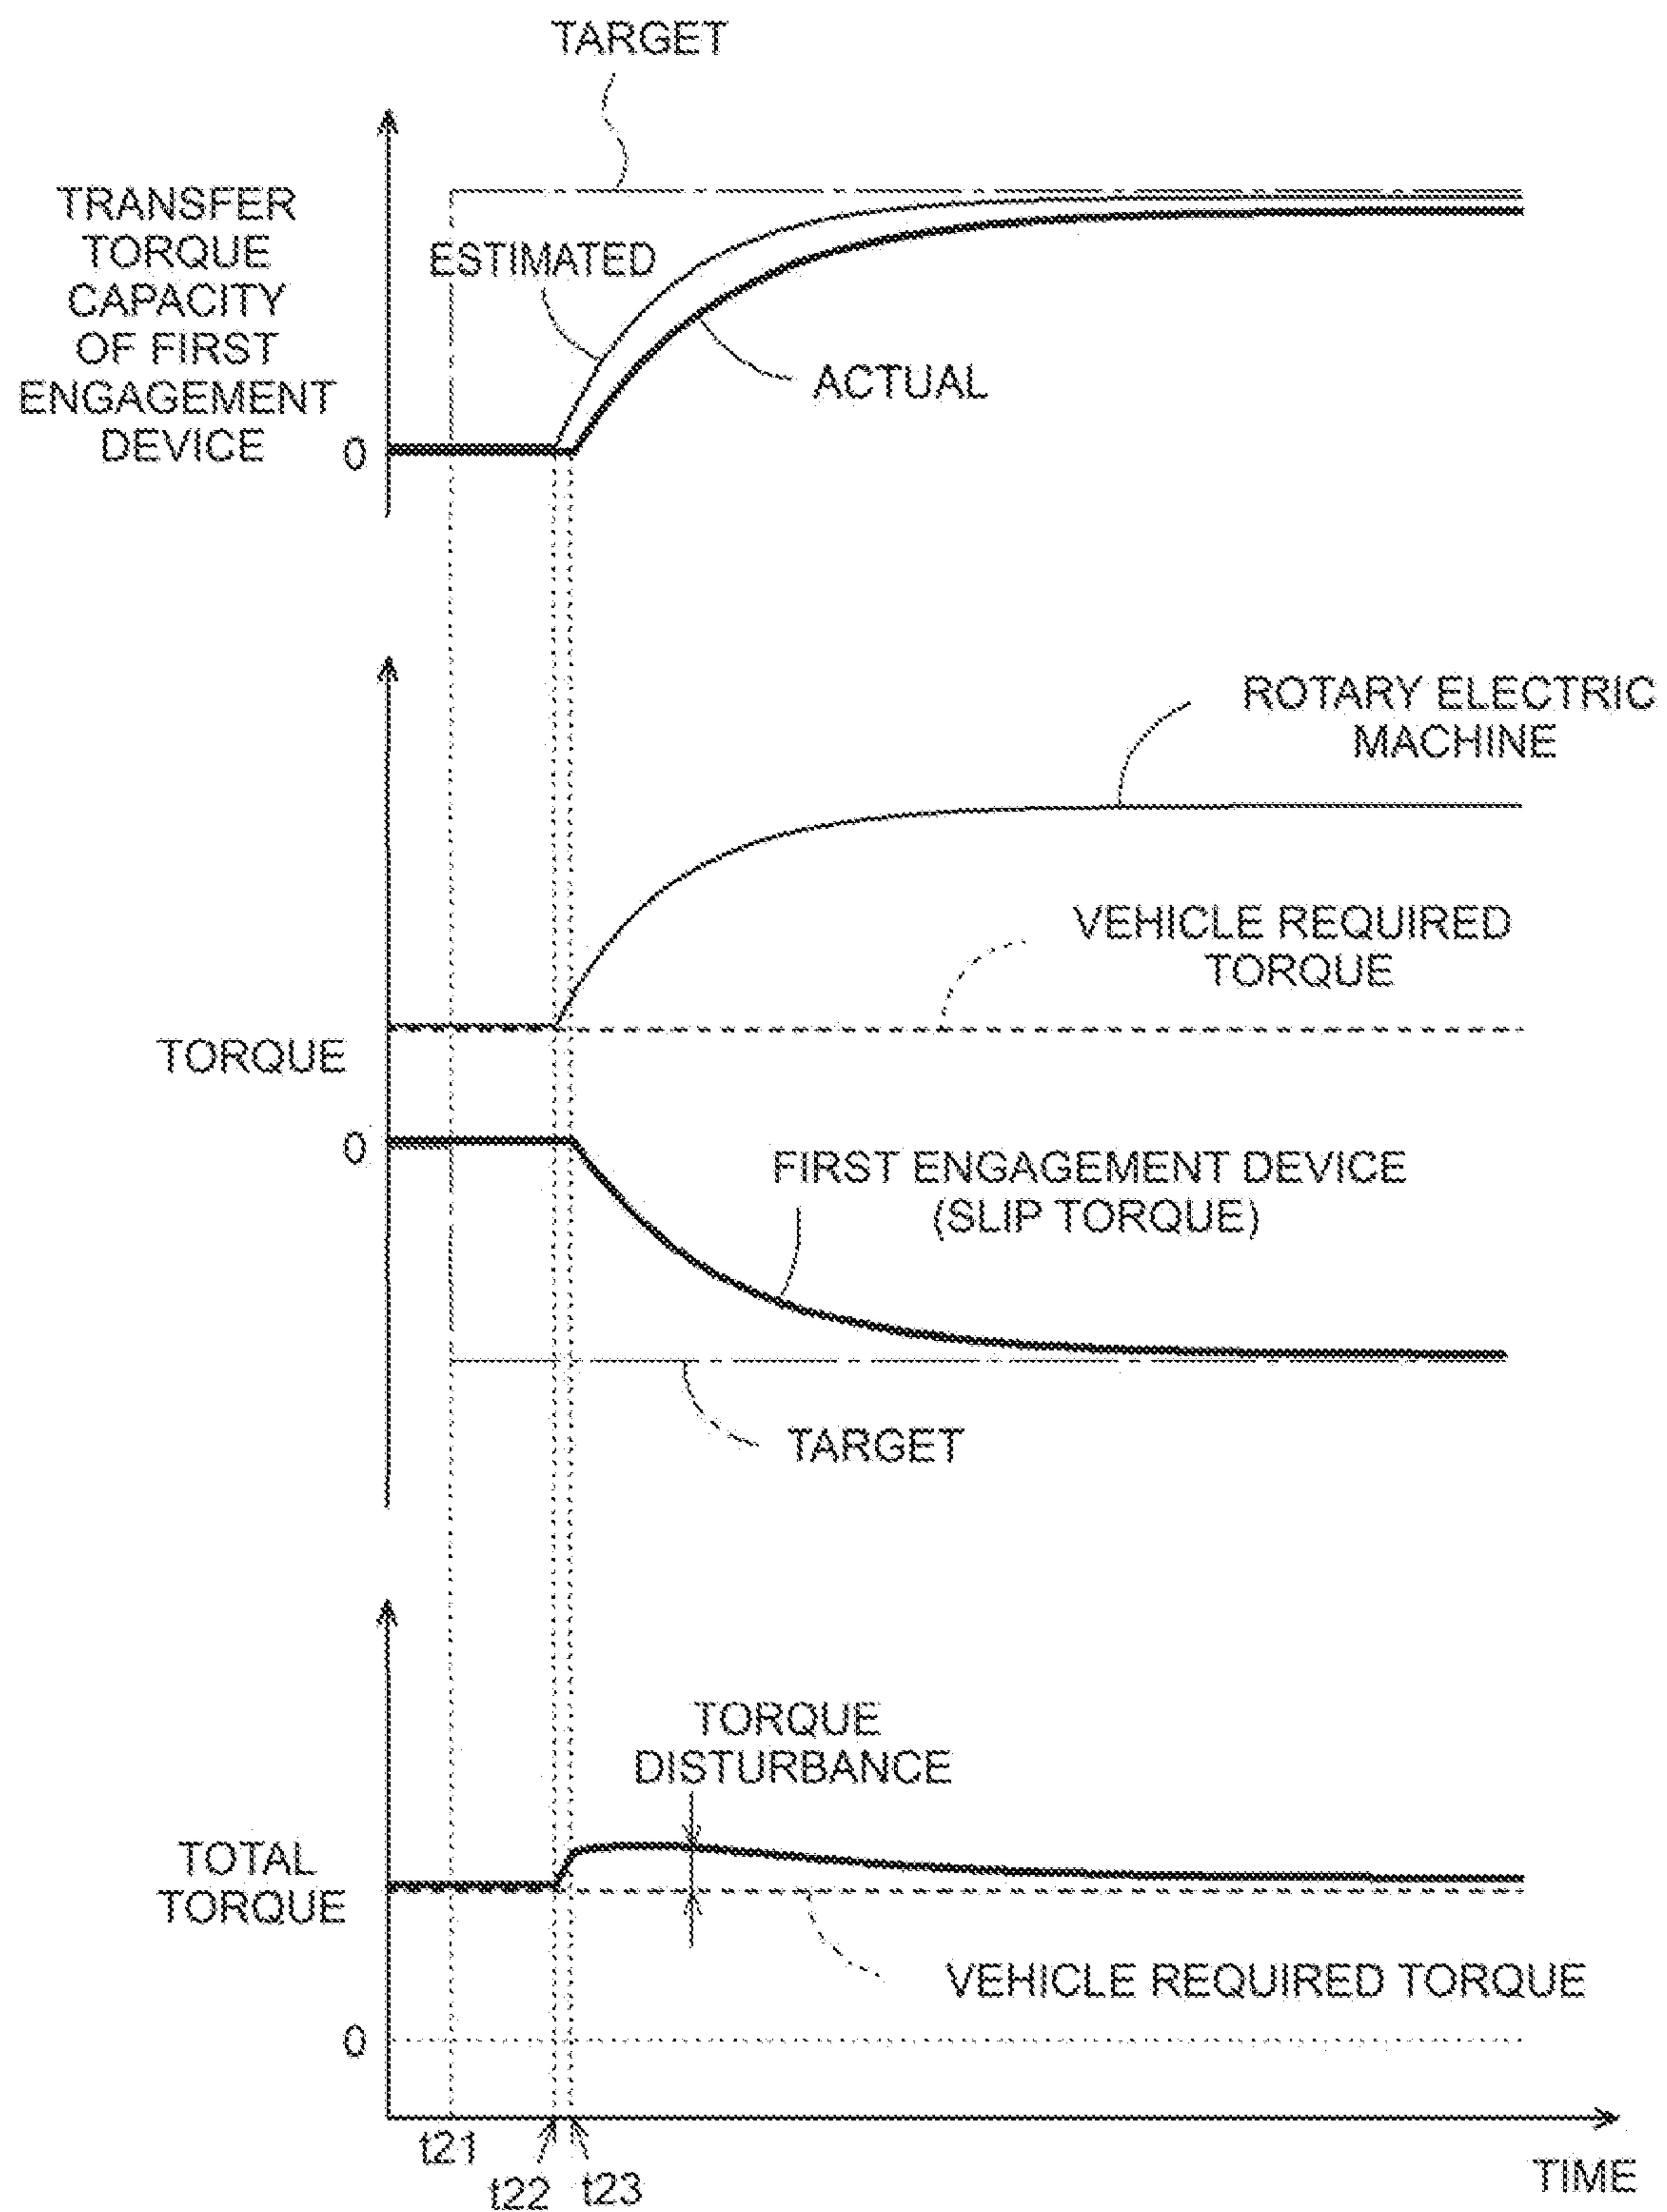 TARGET
TRANSFER
TORQUE
CAPACITY
OF FIRST
ENGAGEMENT
DEVICE
ESTIMATED
ACTUAL
0
ROTARY ELECTRIC
MACHINE
VEHICLE REQUIRED
TORQUE
TORQUE
0
FIRST ENGAGEMENT DEVICE
(SLIP TORQUE)
TARGET
TORQUE
DISTURBANCE
TOTAL
TORQUE
VEHICLE REQUIRED TORQUE
0
t21
t22
t23
TIME